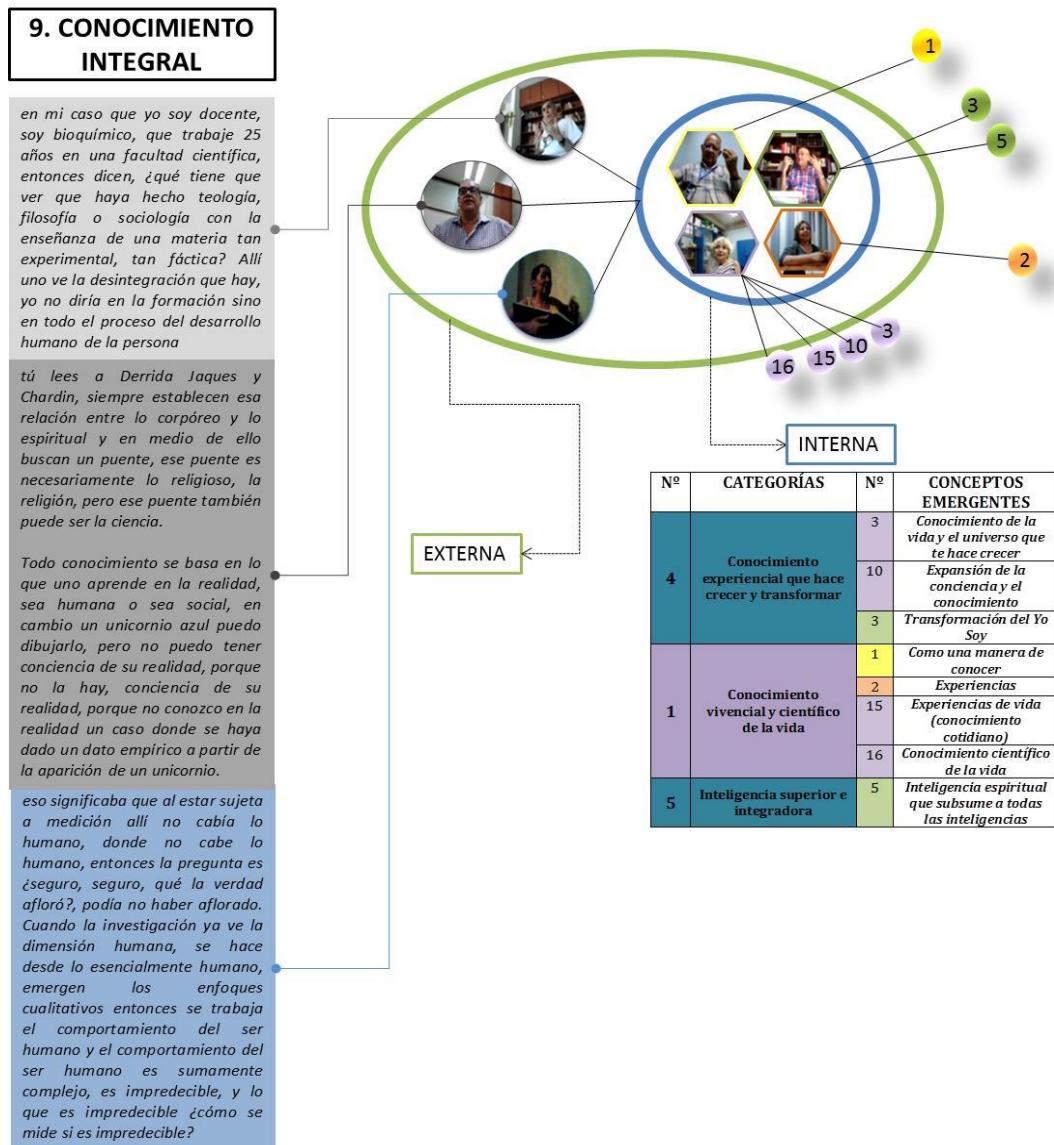 9. CONOCIMIENTO
INTEGRAL
en mi caso que yo soy docente,
soy bioquímico, que trabaje 25
años en una facultad científica,
entonces dicen, ¿qué tiene que
ver que haya hecho teología,
filosofía o sociología con la
enseñanza de una materia tan
experimental, tan fáctica? Allí
uno ve la desintegración que hay,
yo no diría en la formación sino
en todo el proceso del desarrollo
humano de la persona
tú lees a Derrida Jaques y
Chardin, siempre establecen esa
relación entre lo corpóreo y lo
espiritual y en medio de ello
buscan un puente, ese puente es
necesariamente lo religioso, la
religión, pero ese puente también
puede ser la ciencia.
Todo conocimiento se basa en lo
que uno aprende en la realidad,
sea humana o sea social, en
cambio un unicornio azul puedo
dibujarlo, pero no puedo tener
conciencia de su realidad, porque
no la hay, conciencia de su
realidad, porque no conozco en la
realidad un caso donde se haya
dado un dato empírico a partir de
la aparición de un unicornio.
eso significaba que al estar sujeta
a medición allí no cabía lo
humano, donde no cabe lo
humano, entonces la pregunta es
¿seguro, seguro, qué la verdad
afloró?, podía no haber aflorado.
Cuando la investigación ya ve la
dimensión humana, se hace
desde lo esencialmente humano,
emergen los enfoques
cualitativos entonces se trabaja
el comportamiento del ser
humano y el comportamiento del
ser humano es sumamente
complejo, es impredecible, y lo
que es impredecible ¿cómo se
mide si es impredecible?
1
3
5
2
3
10
15
16
INTERNA
EXTERNA
Nº CATEGORÍAS Nº CONCEPTOS
EMERGENTES
4 Conocimiento
experiencial que hace
crecer y transformar
3 Conocimiento de la
vida y el universo que
te hace crecer
10 Expansión de la
conciencia y el
conocimiento
3 Transformación del Yo
Soy
1 Conocimiento
vivencial y científico
de la vida
1 Como una manera de
conocer
2 Experiencias
15 Experiencias de vida
(conocimiento
cotidiano)
16 Conocimiento científico
de la vida
5 Inteligencia superior e
integradora
5 Inteligencia espiritual
que subsume a todas
las inteligencias